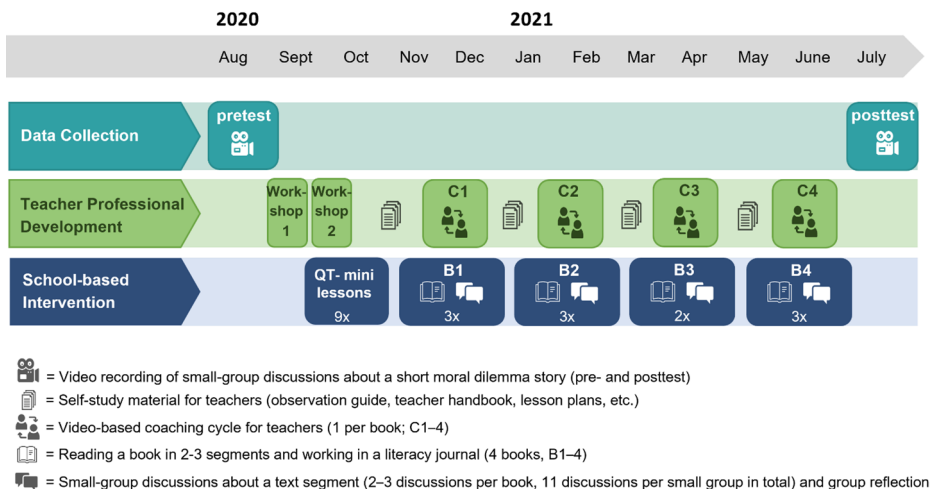 2020 2021
Aug Sept Oct Nov Dec Jan Feb Mar Apr May June July
Data Collection
pretest
posttest
Teacher Professional
Development
Work-
shop
1
Work-
shop
2
C1
C2
C3
C4
School-based
Intervention
QT- mini
lessons
9x
B1
3x
B2
3x
B3
2x
B4
3x
= Video recording of small-group discussions about a short moral dilemma story (pre- and posttest)
= Self-study material for teachers (observation guide, teacher handbook, lesson plans, etc.)
= Video-based coaching cycle for teachers (1 per book; C1–4)
= Reading a book in 2-3 segments and working in a literacy journal (4 books, B1–4)
= Small-group discussions about a text segment (2–3 discussions per book, 11 discussions per small group in total) and group reflection